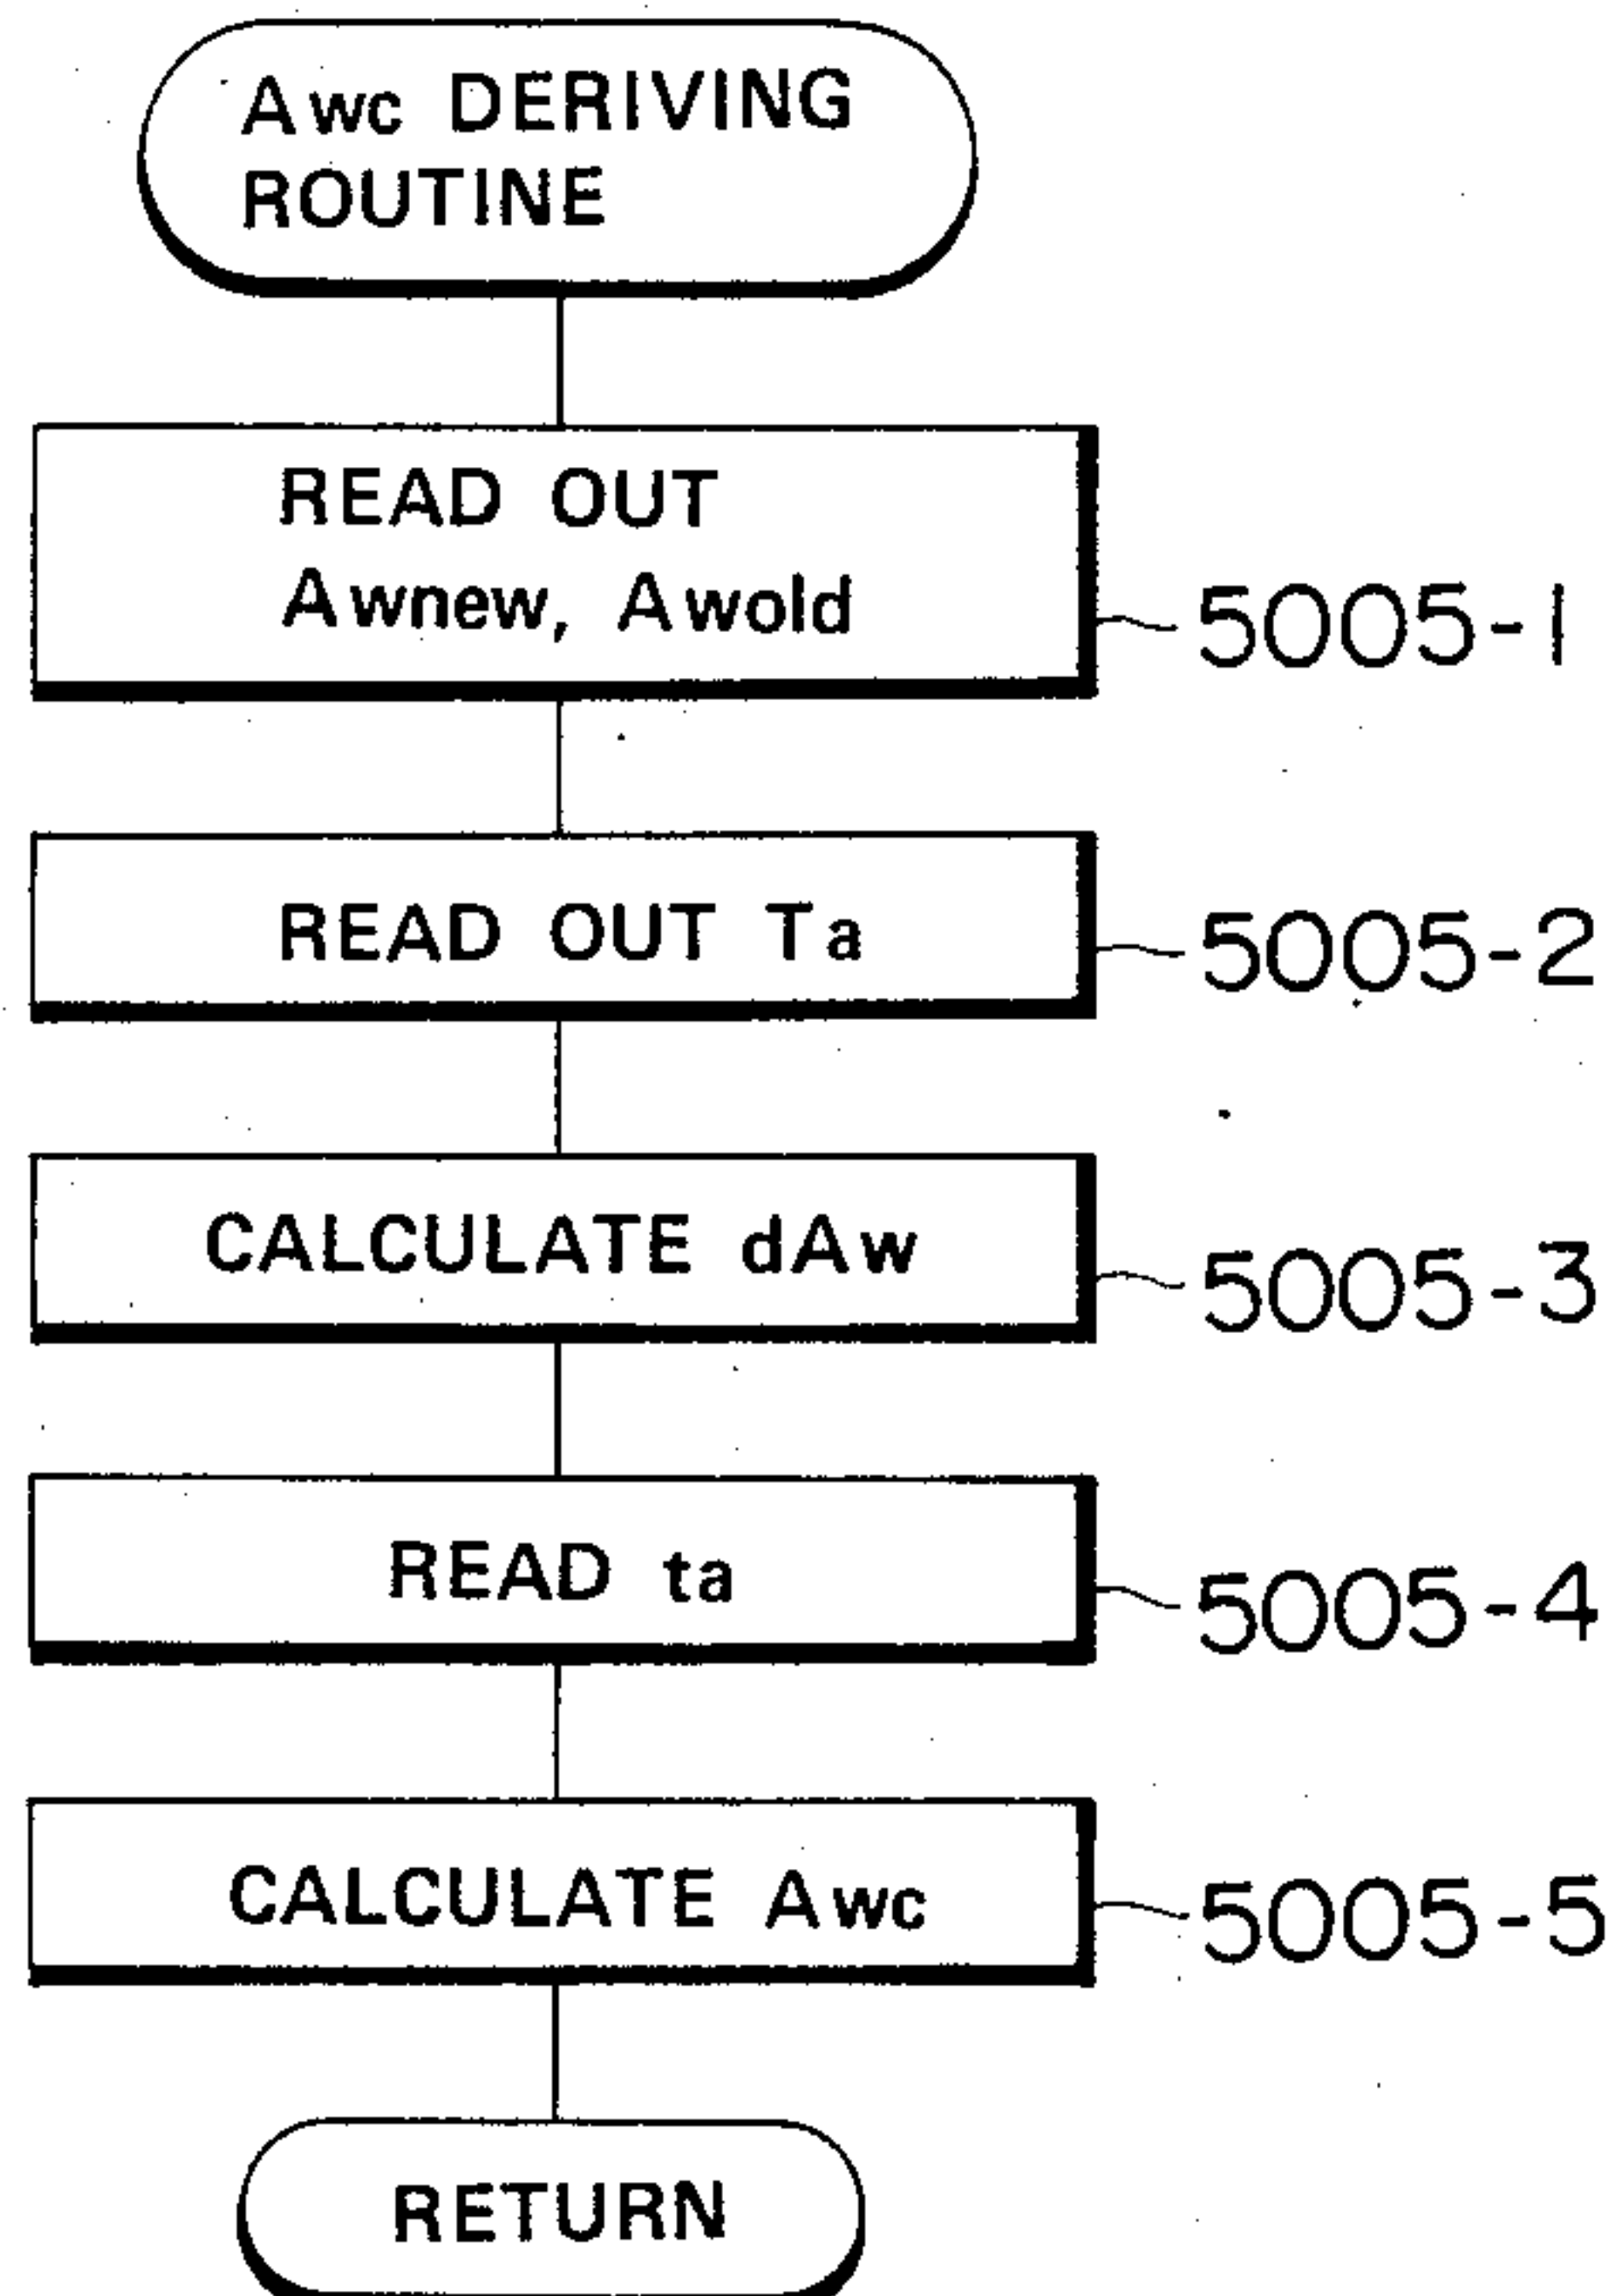 Awc DERIVING
ROUTINE
READ OUT
Awnew, Awold
5005-1
READ OUT Ta
5005-2
CALCULATE dAw
5005-3
READ ta
5005-4
CALCULATE Awc
5005-5
RETURN